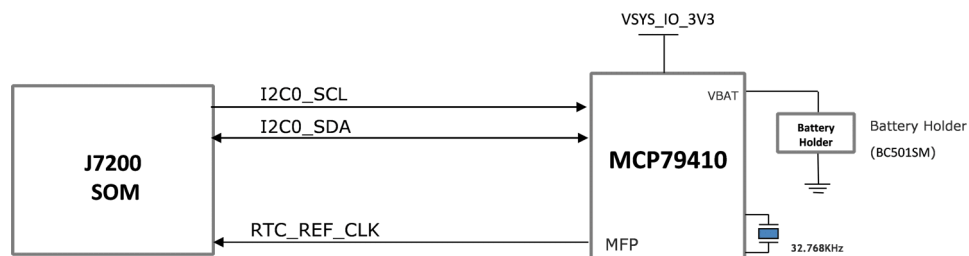 VSYS_IO_3V3
I2C0_SCL
VBAT
I2C0_SDA
Battery
Holder
Battery Holder
(BC501SM)
J7200
SOM
MCP79410
RTC_REF_CLK
MFP
32.768KHz